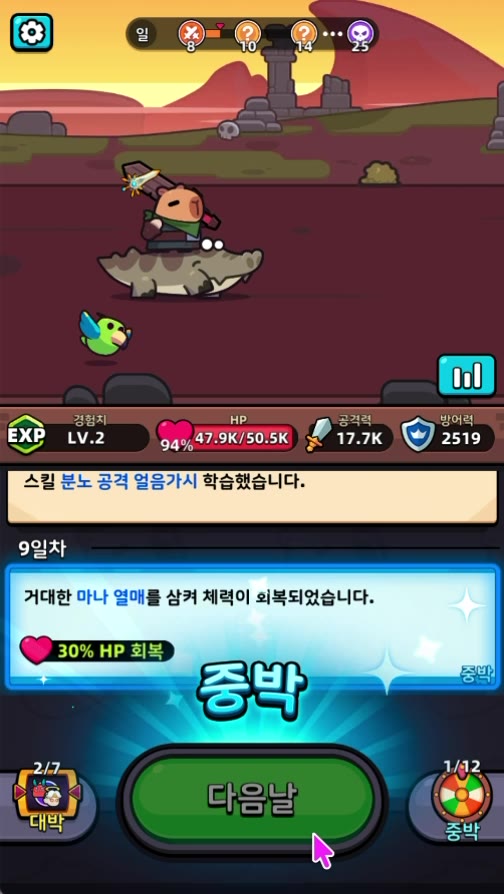 일 8 10 14 25
경험치 HP 공격력 방어력
EXP LV.2 94% 47.9K/50.5K 17.7K 2519
스킬 분노 공격 얼음가시 학습했습니다.
9일차
거대한 마나 열매를 삼켜 체력이 회복되었습니다.
30% HP 회복
중박
중박
2/7
대박
다음날
1/12
중박